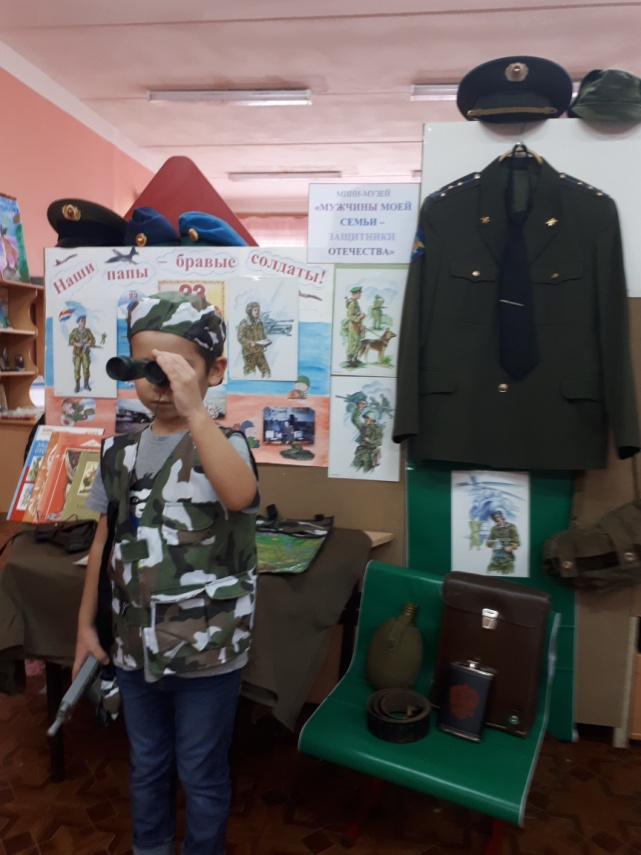 МИНИ-МУЗЕЙ
«МУЖЧИНЫ МОЕЙ
СЕМЬИ –
ЗАЩИТНИКИ
ОТЕЧЕСТВА»
Наши папы – бравые солдаты!
23